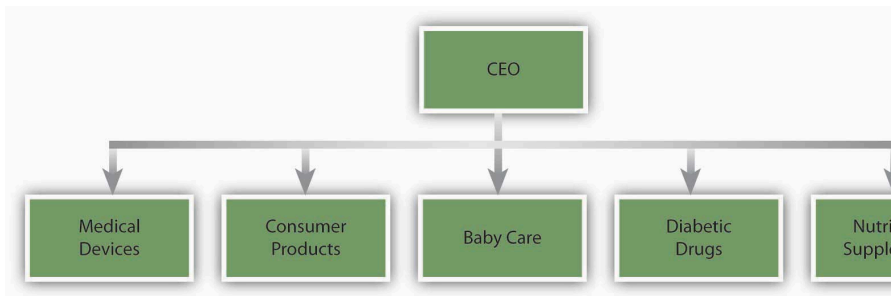 CEO
Medical
Devices
Consumer
Products
Baby Care
Diabetic
Drugs